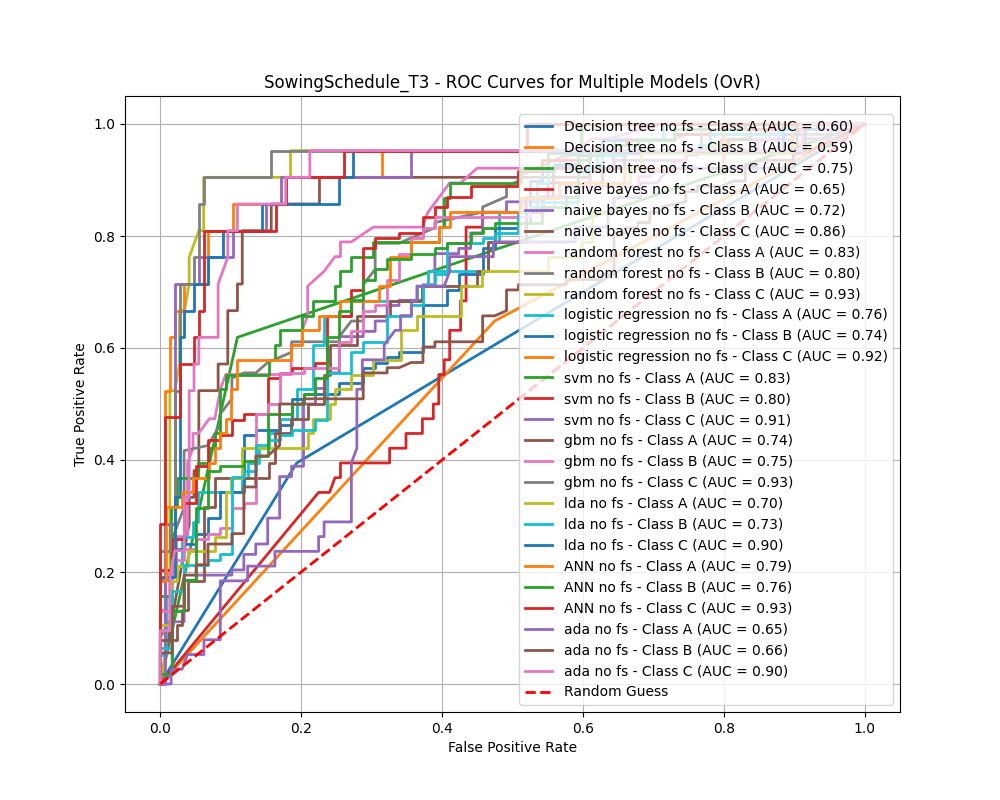 SowingSchedule_T3 - ROC Curves for Multiple Models (OvR)
True Positive Rate
1.0
0.8
0.6
0.4
0.2
0.0
Decision tree no fs - Class A (AUC = 0.60)
Decision tree no fs - Class B (AUC = 0.59)
Decision tree no fs - Class C (AUC = 0.75)
naive bayes no fs - Class A (AUC = 0.65)
naive bayes no fs - Class B (AUC = 0.72)
naive bayes no fs - Class C (AUC = 0.86)
random forest no fs - Class A (AUC = 0.83)
random forest no fs - Class B (AUC = 0.80)
random forest no fs - Class C (AUC = 0.93)
logistic regression no fs - Class A (AUC = 0.76)
logistic regression no fs - Class B (AUC = 0.74)
logistic regression no fs - Class C (AUC = 0.92)
svm no fs - Class A (AUC = 0.83)
svm no fs - Class B (AUC = 0.80)
svm no fs - Class C (AUC = 0.91)
gbm no fs - Class A (AUC = 0.74)
gbm no fs - Class B (AUC = 0.75)
gbm no fs - Class C (AUC = 0.93)
lda no fs - Class A (AUC = 0.70)
lda no fs - Class B (AUC = 0.73)
lda no fs - Class C (AUC = 0.90)
ANN no fs - Class A (AUC = 0.79)
ANN no fs - Class B (AUC = 0.76)
ANN no fs - Class C (AUC = 0.93)
ada no fs - Class A (AUC = 0.65)
ada no fs - Class B (AUC = 0.66)
ada no fs - Class C (AUC = 0.90)
Random Guess
0.0 0.2 0.4 0.6 0.8 1.0
False Positive Rate